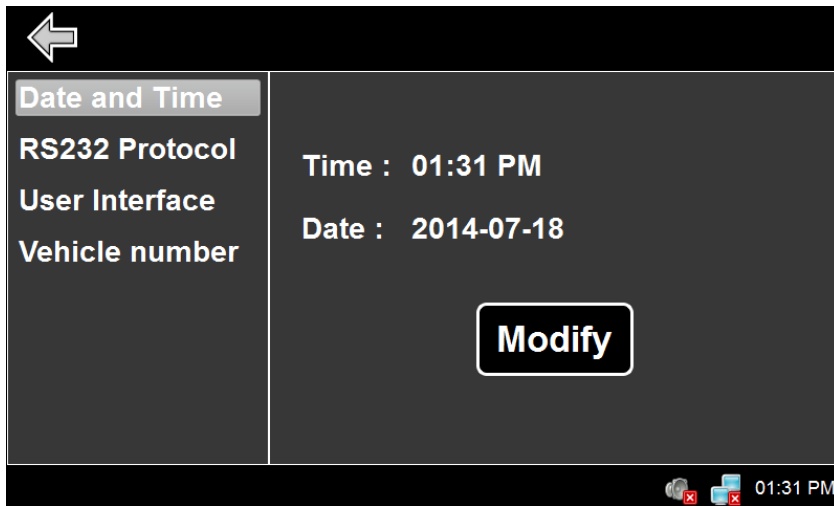 Date and Time
RS232 Protocol
User Interface
Vehicle number
Time : 01:31 PM
Date : 2014-07-18
Modify
01:31 PM